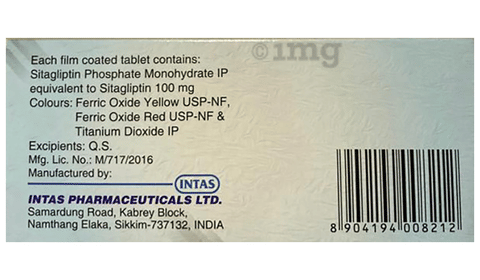 1mg
Each film coated tablet contains:
Sitagliptin Phosphate Monohydrate IP
equivalent to Sitagliptin 100 mg
Colours: Ferric Oxide Yellow USP-NF,
Ferric Oxide Red USP-NF &
Titanium Dioxide IP
Excipients: Q.S.
Mfg. Lic. No.: M/717/2016
Manufactured by:
INTAS
INTAS PHARMACEUTICALS LTD.
Samardung Road, Kabrey Block,
Namthang Elaka, Sikkim-737132, INDIA
8 904194 008212